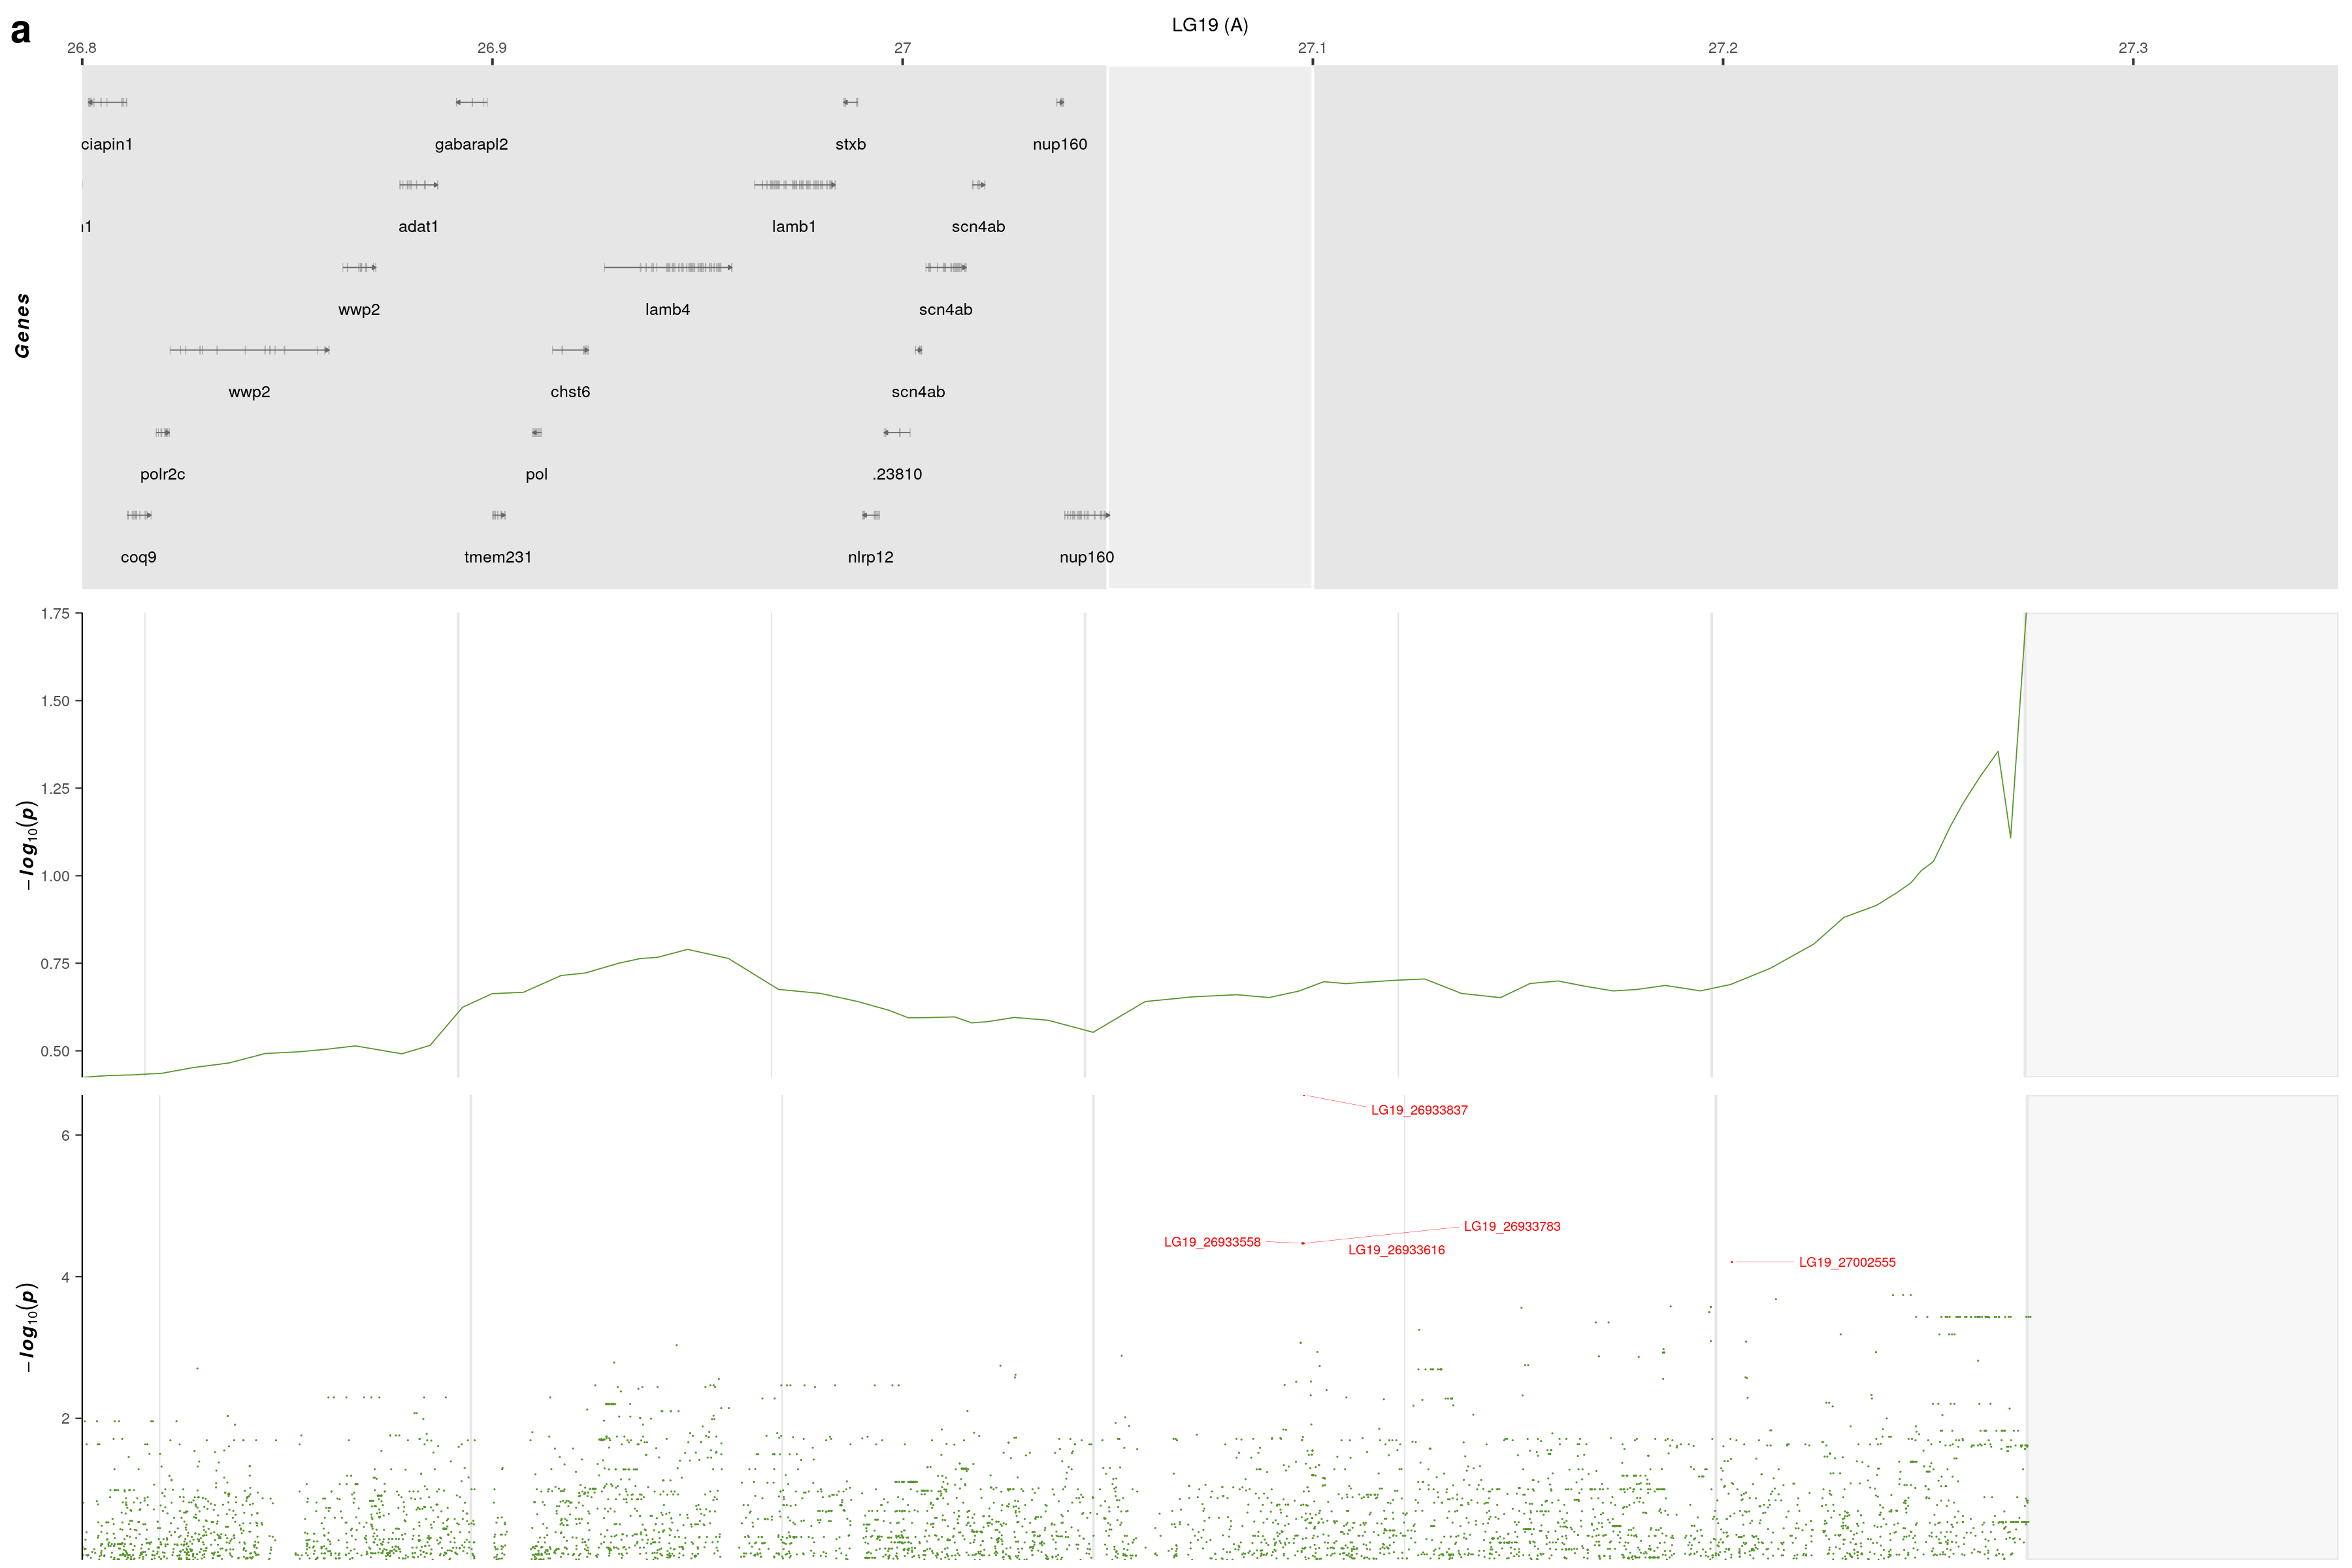 a
LG19 (A)
26.8 26.9 27 27.1 27.2 27.3
Genes
ciapin1 gabarapl2 stxb nup160
adat1 lamb1 scn4ab
wwp2 lamb4 scn4ab
wwp2 chst6 scn4ab
polr2c pol .23810
coq9 tmem231 nlrp12 nup160
1.75
1.50
1.25
1.00
0.75
0.50
−log10(p)
LG19_26933837
6
LG19_26933783
LG19_26933558
LG19_26933616
LG19_27002555
4
2
−log10(p)